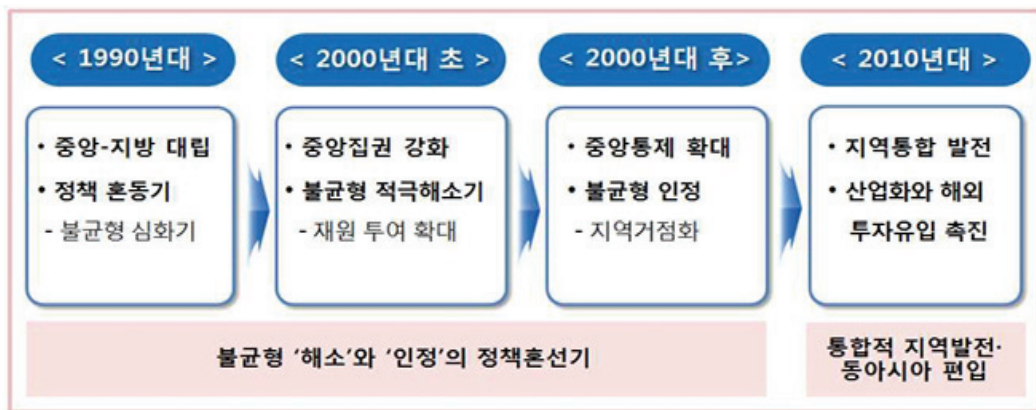 < 1990년대 >
• 중앙-지방 대립
• 정책 혼동기
- 불균형 심화기
< 2000년대 초 >
• 중앙집권 강화
• 불균형 적극해소기
- 재원 투여 확대
< 2000년대 후>
• 중앙통제 확대
• 불균형 인정
- 지역거점화
< 2010년대 >
• 지역통합 발전
• 산업화와 해외
투자유입 촉진
불균형 ‘해소’와 ‘인정’의 정책혼선기
통합적 지역발전·
동아시아 편입